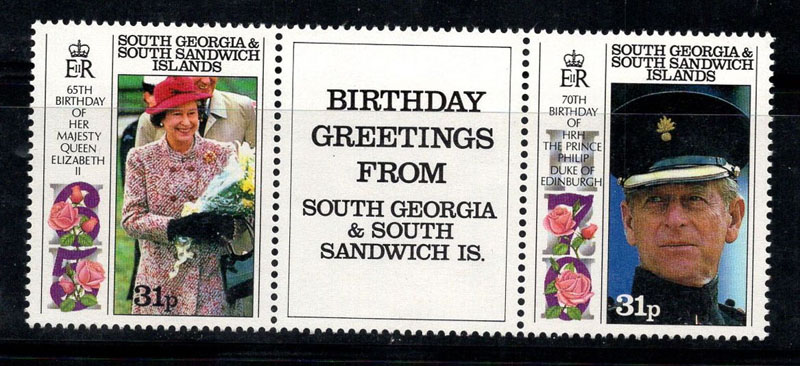 SOUTH GEORGIA &
SOUTH SANDWICH
ISLANDS
EIIR
65TH
BIRTHDAY
OF
HER
MAJESTY
QUEEN
ELIZABETH
II
65
31p
BIRTHDAY
GREETINGS
FROM
SOUTH GEORGIA
& SOUTH
SANDWICH IS.
SOUTH GEORGIA &
SOUTH SANDWICH
ISLANDS
EIIR
70TH
BIRTHDAY OF
HRH
THE PRINCE
PHILIP
DUKE OF
EDINBURGH
70
31p